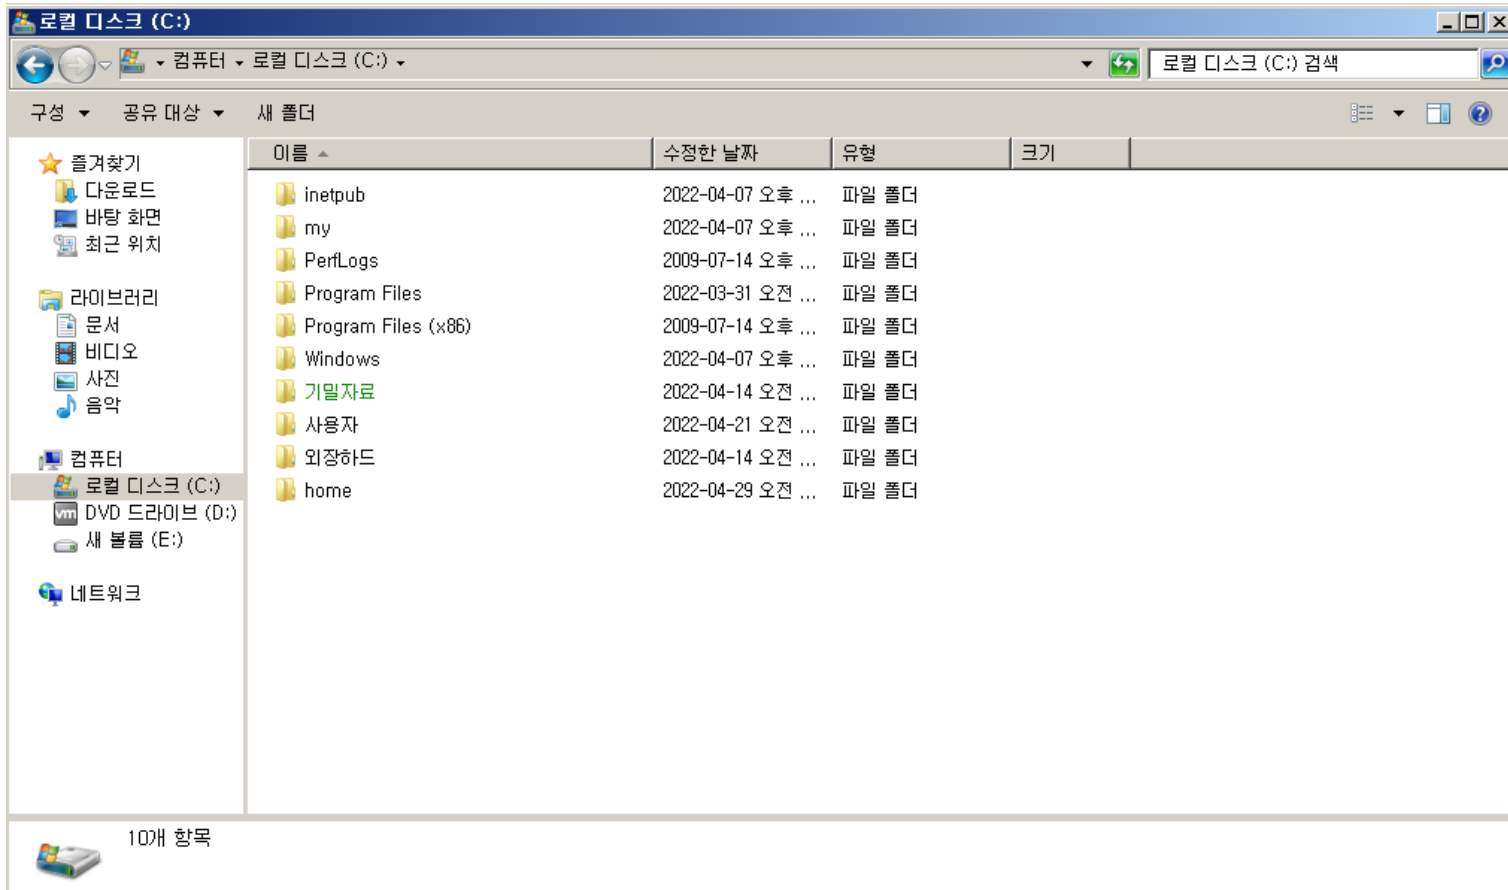 로컬 디스크 (C:)
컴퓨터 로컬 디스크 (C:) 로컬 디스크 (C:) 검색
구성 공유 대상 새 폴더
이름 수정한 날짜 유형 크기
즐겨찾기
다운로드
바탕 화면
최근 위치
라이브러리
문서
비디오
사진
음악
컴퓨터
로컬 디스크 (C:)
vm DVD 드라이브 (D:)
새 볼륨 (E:)
네트워크
inetpub 2022-04-07 오후 ... 파일 폴더
my 2022-04-07 오후 ... 파일 폴더
PerfLogs 2009-07-14 오후 ... 파일 폴더
Program Files 2022-03-31 오전 ... 파일 폴더
Program Files (x86) 2009-07-14 오후 ... 파일 폴더
Windows 2022-04-07 오후 ... 파일 폴더
기밀자료 2022-04-14 오전 ... 파일 폴더
사용자 2022-04-21 오전 ... 파일 폴더
외장하드 2022-04-14 오전 ... 파일 폴더
home 2022-04-29 오전 ... 파일 폴더
10개 항목